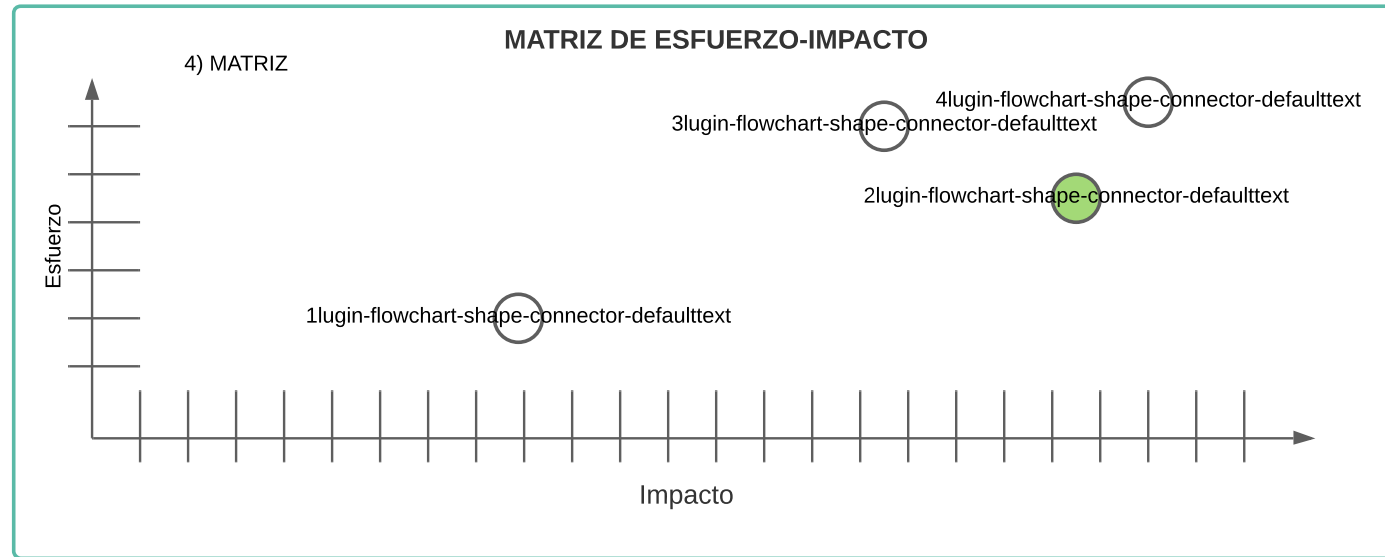 MATRIZ DE ESFUERZO-IMPACTO
4) MATRIZ
4lugin-flowchart-shape-connector-defaulttext
3lugin-flowchart-shape-connector-defaulttext
2lugin-flowchart-shape-connector-defaulttext
Esfuerzo
1lugin-flowchart-shape-connector-defaulttext
Impacto